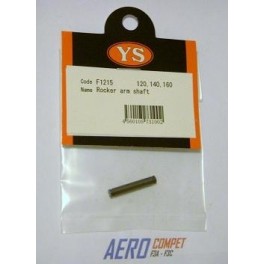 YS
Code F1215 120,140,160
Name Rocker arm shaft
AERO
COMPET
F3A - F3C